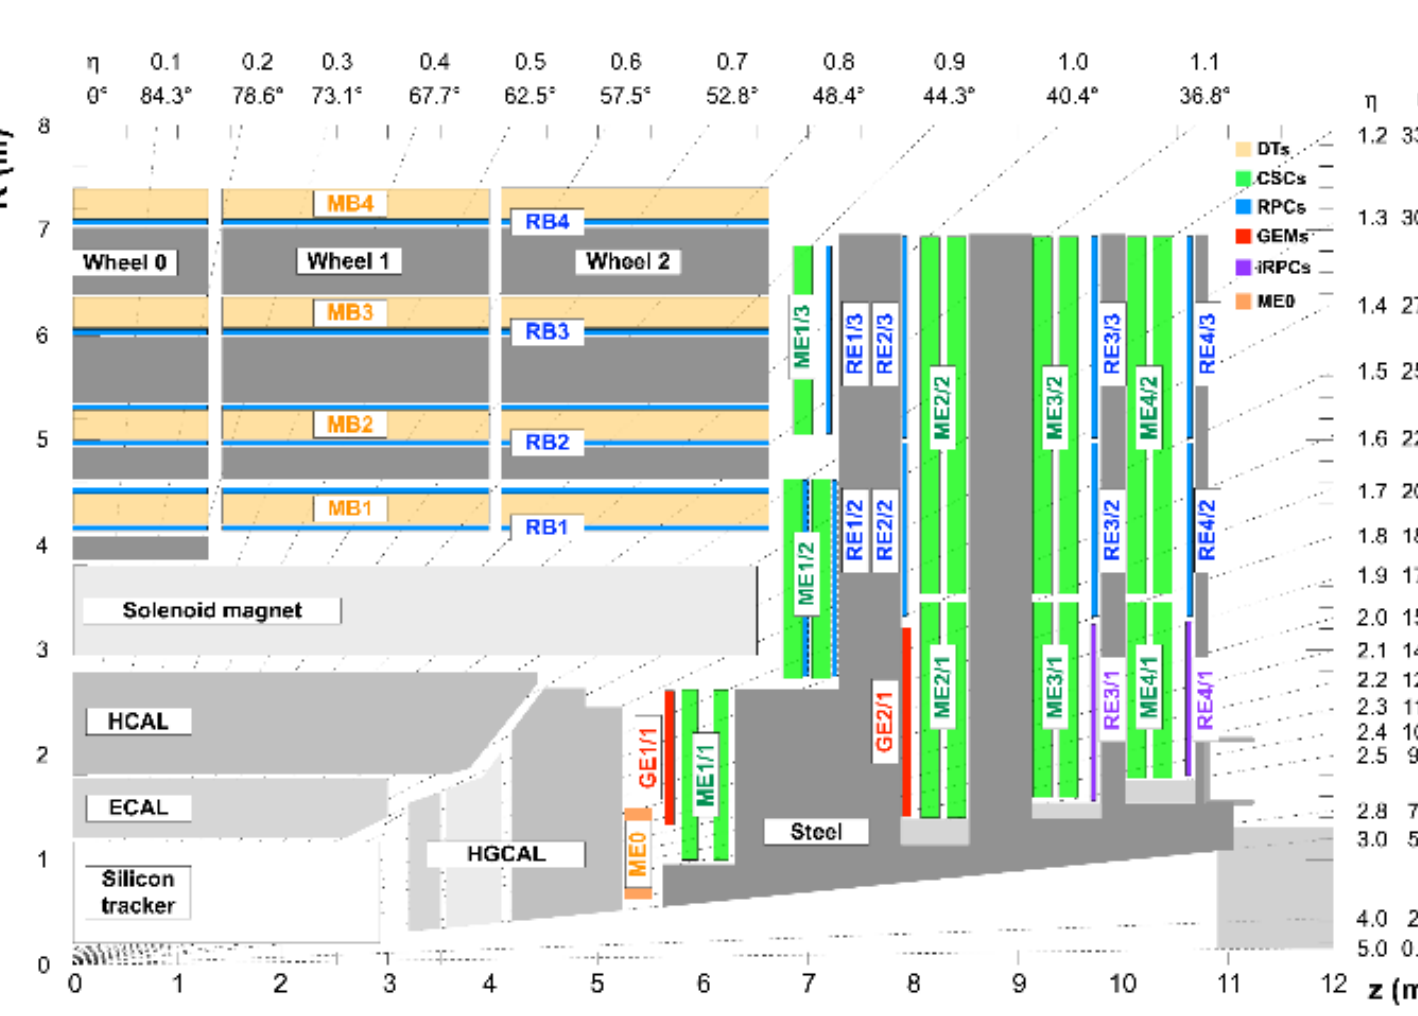 η 0.1 0.2 0.3 0.4 0.5 0.6 0.7 0.8 0.9 1.0 1.1
0° 84.3° 78.6° 73.1° 67.7° 62.5° 57.5° 52.8° 48.4° 44.3° 40.4° 36.8°
η
8
7
6
5
4
3
2
1
0
DTs
CSCs
RPCs
GEMs
iRPCs
ME0
1.2
1.3
1.4
1.5
1.6
1.7
1.8
1.9
2.0
2.1
2.2
2.3
2.4
2.5
2.8
3.0
4.0
5.0
MB4
RB4
Wheel 0 Wheel 1 Wheel 2
MB3
RB3
MB2
RB2
MB1
RB1
Solenoid magnet
HCAL
ECAL
Silicon
tracker
HGCAL
Steel
ME1/3
RE1/3
RE2/3
ME2/2
ME3/2
RE3/3
ME4/2
RE4/3
ME1/2
RE1/2
RE2/2
RE3/2
RE4/2
GE1/1
ME1/1
ME0
GE2/1
ME2/1
ME3/1
RE3/1
ME4/1
RE4/1
0 1 2 3 4 5 6 7 8 9 10 11 12 z (m